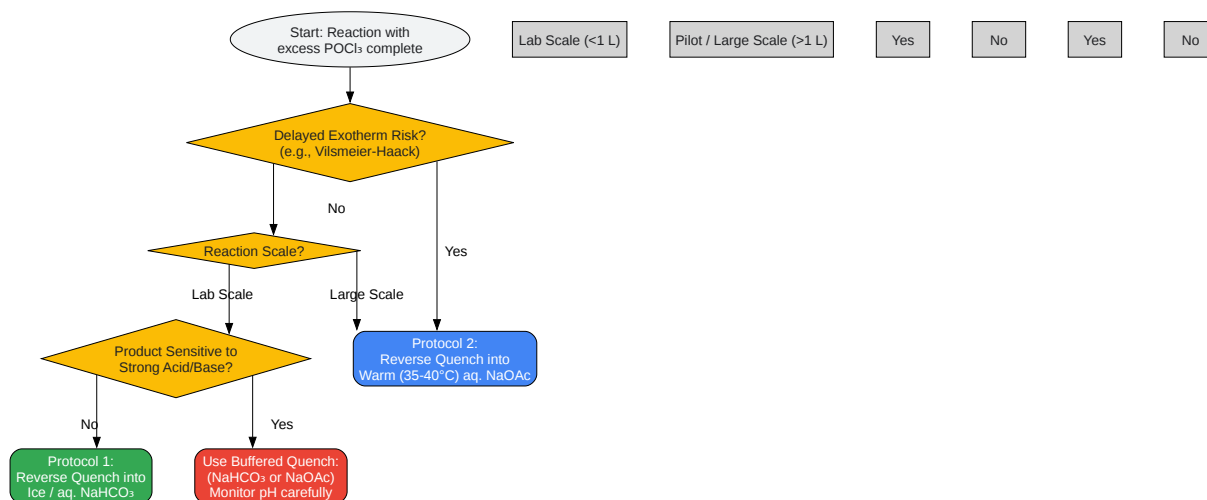 Start: Reaction with
excess POCl₃ complete
Lab Scale (<1 L)
Pilot / Large Scale (>1 L)
Yes
No
Yes
No
Delayed Exotherm Risk?
(e.g., Vilsmeier-Haack)
No
Reaction Scale?
Yes
Lab Scale
Large Scale
Product Sensitive to
Strong Acid/Base?
Protocol 2:
Reverse Quench into
Warm (35-40°C) aq. NaOAc
No
Yes
Protocol 1:
Reverse Quench into
Ice / aq. NaHCO₃
Use Buffered Quench:
(NaHCO₃ or NaOAc)
Monitor pH carefully